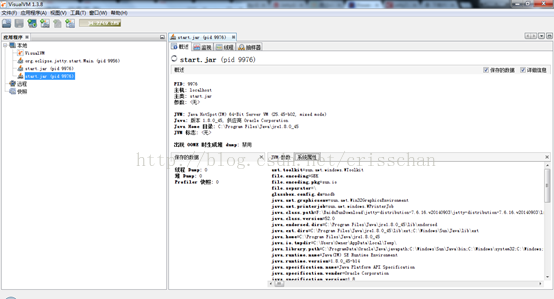 VisualVM 1.3.8
文件(F) 应用程序(A) 视图(V) 工具(T) 窗口(W) 帮助(H)
应用程序
本地
VisualVM
org.eclipse.jetty.start.Main (pid 9956)
start.jar (pid 9976)
start.jar (pid 9976)
远程
快照
start.jar (pid 9976)
概述 监视 线程 抽样器
start.jar (pid 9976)
概述
保存的数据 详细信息
PID: 9976
主机: localhost
主类: start.jar
参数: (无)
JVM: Java HotSpot(TM) 64-Bit Server VM (25.45-b02, mixed mode)
版本 1.8.0_45, 供应商 Oracle Corporation
Java Home 目录: C:\Program Files\Java\jre1.8.0_45
JVM 标志: (无)
出现 OOME 时生成堆 dump: 禁用
http://blog.csdn.net/crisschan
保存的数据
线程 Dump: 0
堆 Dump: 0
Profiler 快照: 0
JVM 参数 系统属性
awt.toolkit=sun.awt.windows.WToolkit
file.encoding=GBK
file.encoding.pkg=sun.io
file.separator=\
java.awt.graphicsenv=sun.awt.Win32GraphicsEnvironment
java.awt.printerjob=sun.awt.windows.WPrinterJob
java.class.version=52.0
java.endorsed.dirs=C:\Program Files\Java\jre1.8.0_45\lib\endorsed
java.ext.dirs=C:\Program Files\Java\jre1.8.0_45\lib\ext;C:\Windows\Sun\Java\lib\ext
java.home=C:\Program Files\Java\jre1.8.0_45
java.io.tmpdir=C:\Users\Owner\AppData\Local\Temp\
java.library.path=C:\ProgramData\Oracle\Java\javapath;C:\Windows\Sun\Java\bin;C:\Windows\system32;C:\Windows;
java.runtime.name=Java(TM) SE Runtime Environment
java.runtime.version=1.8.0_45-b14
java.specification.name=Java Platform API Specification
java.specification.vendor=Oracle Corporation
java.specification.version=1.8